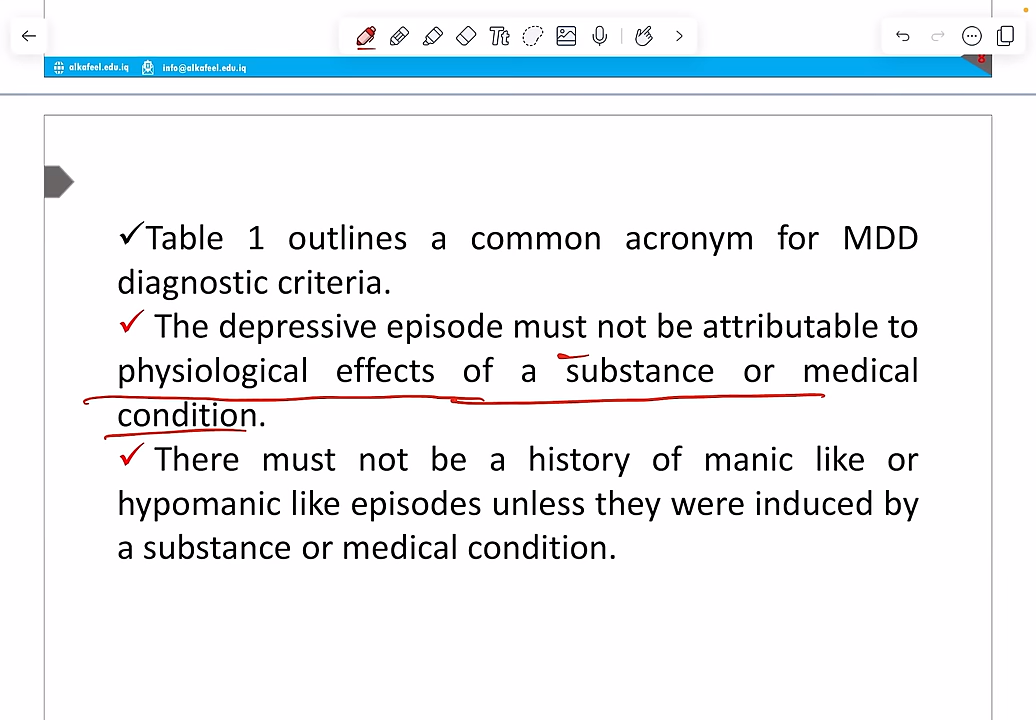 Tt
alkafeel.edu.iq info@alkafeel.edu.iq 8
✓Table 1 outlines a common acronym for MDD
diagnostic criteria.
✓ The depressive episode must not be attributable to
physiological effects of a substance or medical
condition.
✓ There must not be a history of manic like or
hypomanic like episodes unless they were induced by
a substance or medical condition.